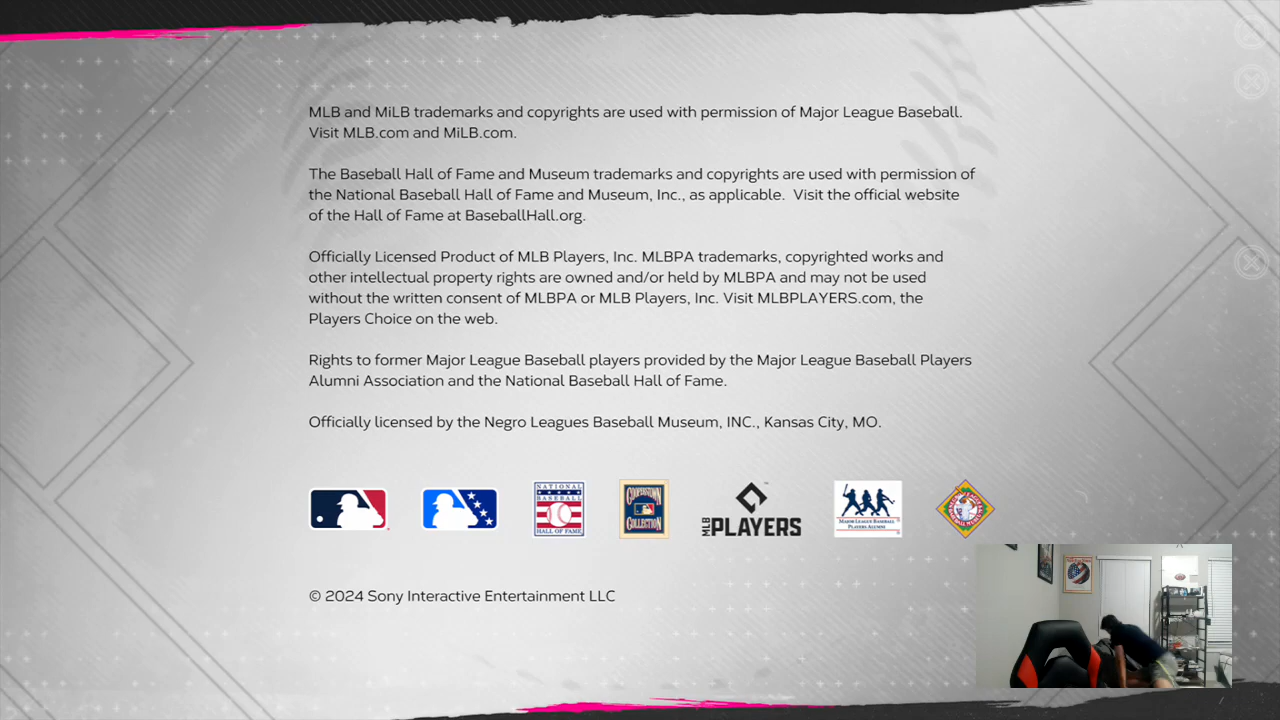 MLB and MiLB trademarks and copyrights are used with permission of Major League Baseball.
Visit MLB.com and MiLB.com.
The Baseball Hall of Fame and Museum trademarks and copyrights are used with permission of
the National Baseball Hall of Fame and Museum, Inc., as applicable.  Visit the official website
of the Hall of Fame at BaseballHall.org.
Officially Licensed Product of MLB Players, Inc. MLBPA trademarks, copyrighted works and
other intellectual property rights are owned and/or held by MLBPA and may not be used
without the written consent of MLBPA or MLB Players, Inc. Visit MLBPLAYERS.com, the
Players Choice on the web.
Rights to former Major League Baseball players provided by the Major League Baseball Players
Alumni Association and the National Baseball Hall of Fame.
Officially licensed by the Negro Leagues Baseball Museum, INC., Kansas City, MO.
NATIONAL
BASEBALL
HALL OF FAME
COOPERSTOWN
COLLECTION
MLB PLAYERS
MAJOR LEAGUE BASEBALL
PLAYERS ALUMNI
© 2024 Sony Interactive Entertainment LLC